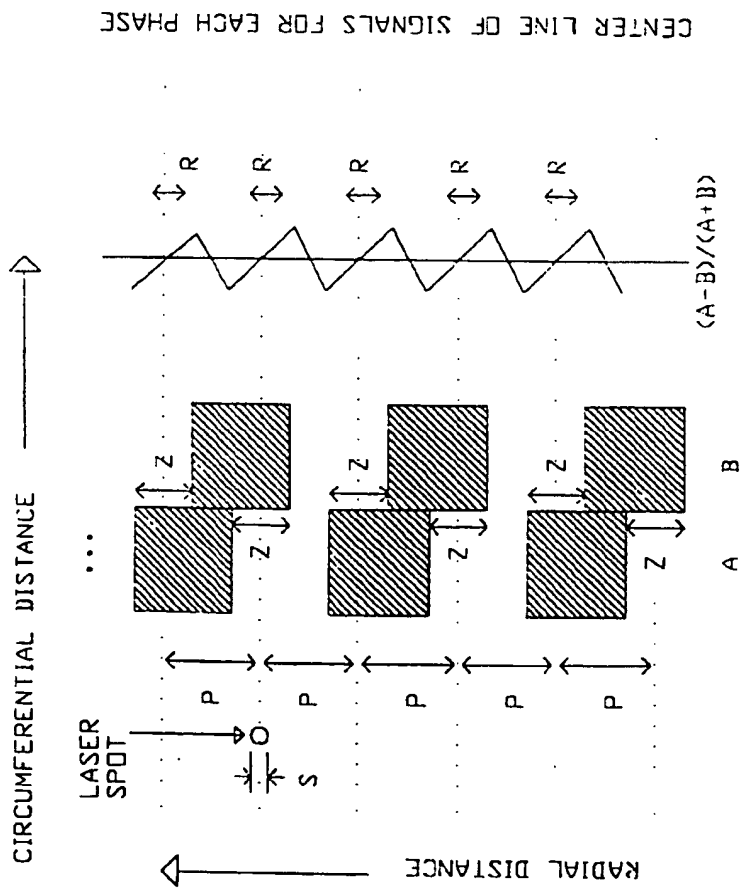 CIRCUMFERENTIAL DISTANCE
CENTER LINE OF SIGNALS FOR EACH PHASE
RADIAL DISTANCE
LASER
SPOT
S
P
P
P
P
P
...
Z
Z
Z
Z
Z
Z
A
B
R
R
R
R
R
(A-B)/(A+B)